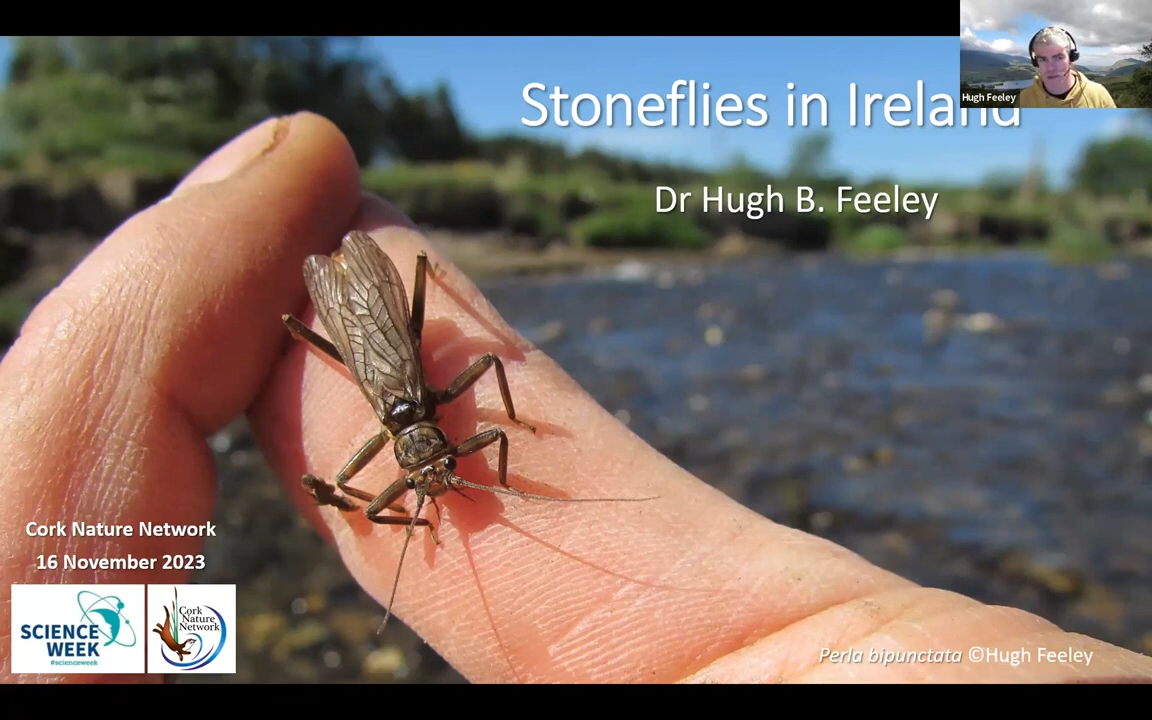 Stoneflies in Ireland
Hugh Feeley
Dr Hugh B. Feeley
Cork Nature Network
16 November 2023
SCIENCE
WEEK
#scienceweek
Cork
Nature
Network
Perla bipunctata ©Hugh Feeley